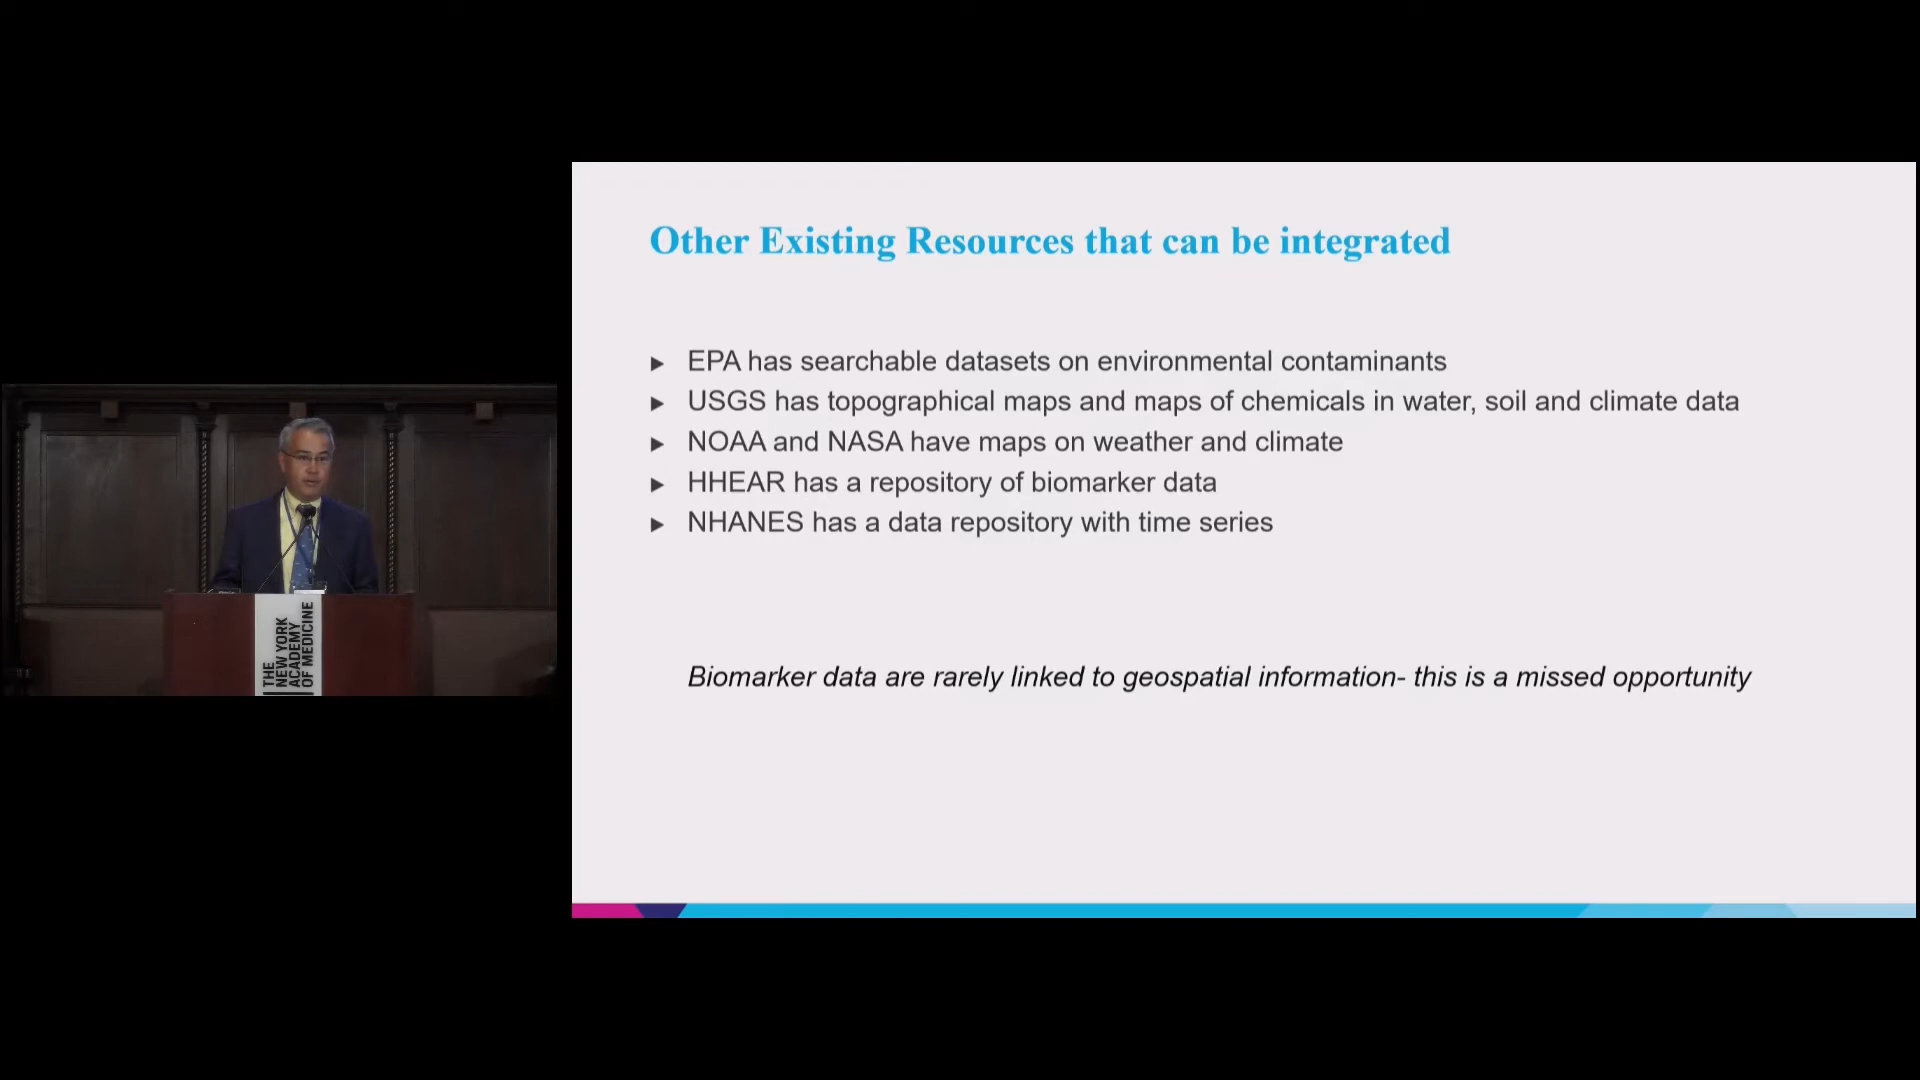 Other Existing Resources that can be integrated
▶ EPA has searchable datasets on environmental contaminants
▶ USGS has topographical maps and maps of chemicals in water, soil and climate data
▶ NOAA and NASA have maps on weather and climate
▶ HHEAR has a repository of biomarker data
▶ NHANES has a data repository with time series
Biomarker data are rarely linked to geospatial information- this is a missed opportunity
THE
NEW YORK
ACADEMY
OF MEDICINE